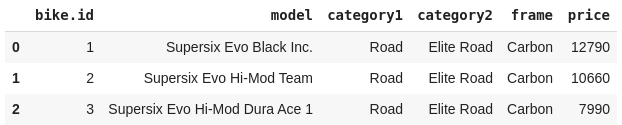 bike.id model category1 category2 frame price
0 1 Supersix Evo Black Inc. Road Elite Road Carbon 12790
1 2 Supersix Evo Hi-Mod Team Road Elite Road Carbon 10660
2 3 Supersix Evo Hi-Mod Dura Ace 1 Road Elite Road Carbon 7990